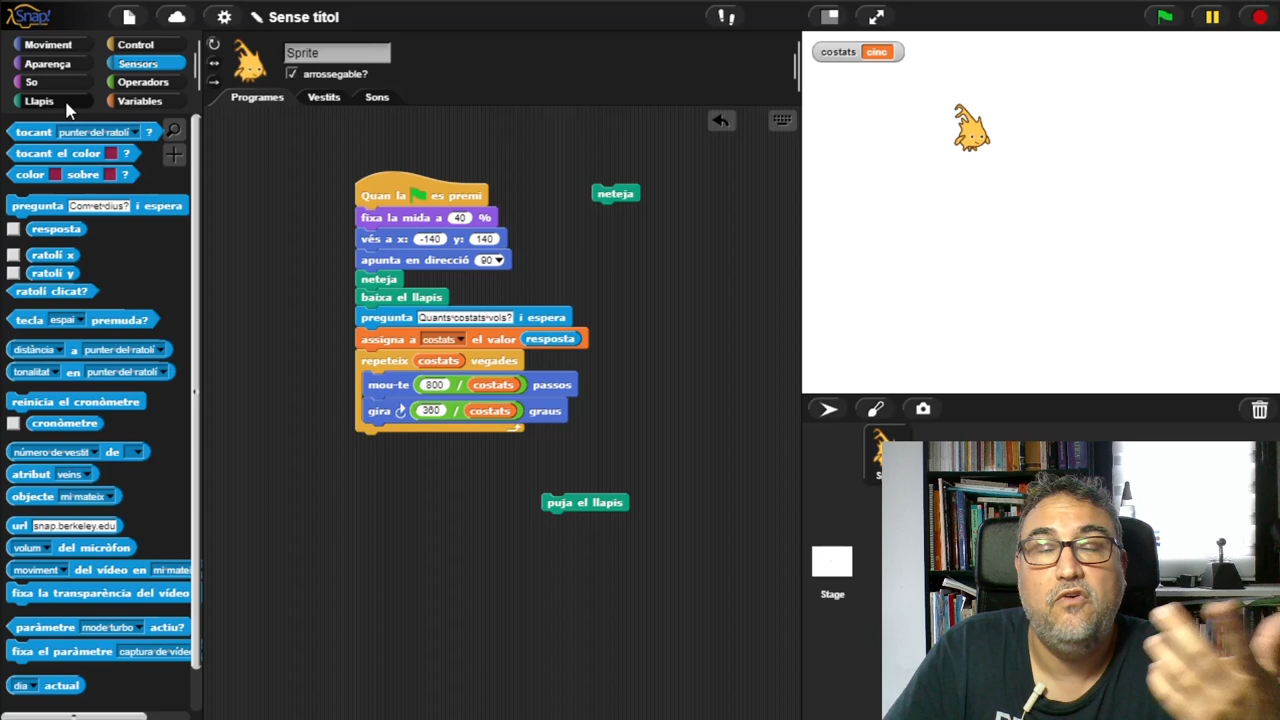 Snap!
Sense títol
Moviment
Control
Aparença
Sensors
So
Operadors
Llapis
Variables
Sprite
arrossegable?
Programes
Vestits
Sons
tocant punter del ratolí ?
tocant el color ?
color sobre ?
pregunta Com et dius? i espera
resposta
ratolí x
ratolí y
ratolí clicat?
tecla espai premuda?
distància a punter del ratolí
tonalitat en punter del ratolí
reinicia el cronòmetre
cronòmetre
número de vestit de
atribut veïns
objecte mi mateix
url snap.berkeley.edu
volum del micròfon
moviment del vídeo en mi matei
fixa la transparència del vídeo
paràmetre mode turbo actiu?
fixa el paràmetre captura de víde
dia actual
Quan la es premi
fixa la mida a 40 %
vés a x: -140 y: 140
apunta en direcció 90
neteja
baixa el llapis
pregunta Quants costats vols? i espera
assigna a costats el valor resposta
repeteix costats vegades
mou-te 800 / costats passos
gira 360 / costats graus
neteja
puja el llapis
costats cinc
S
Stage